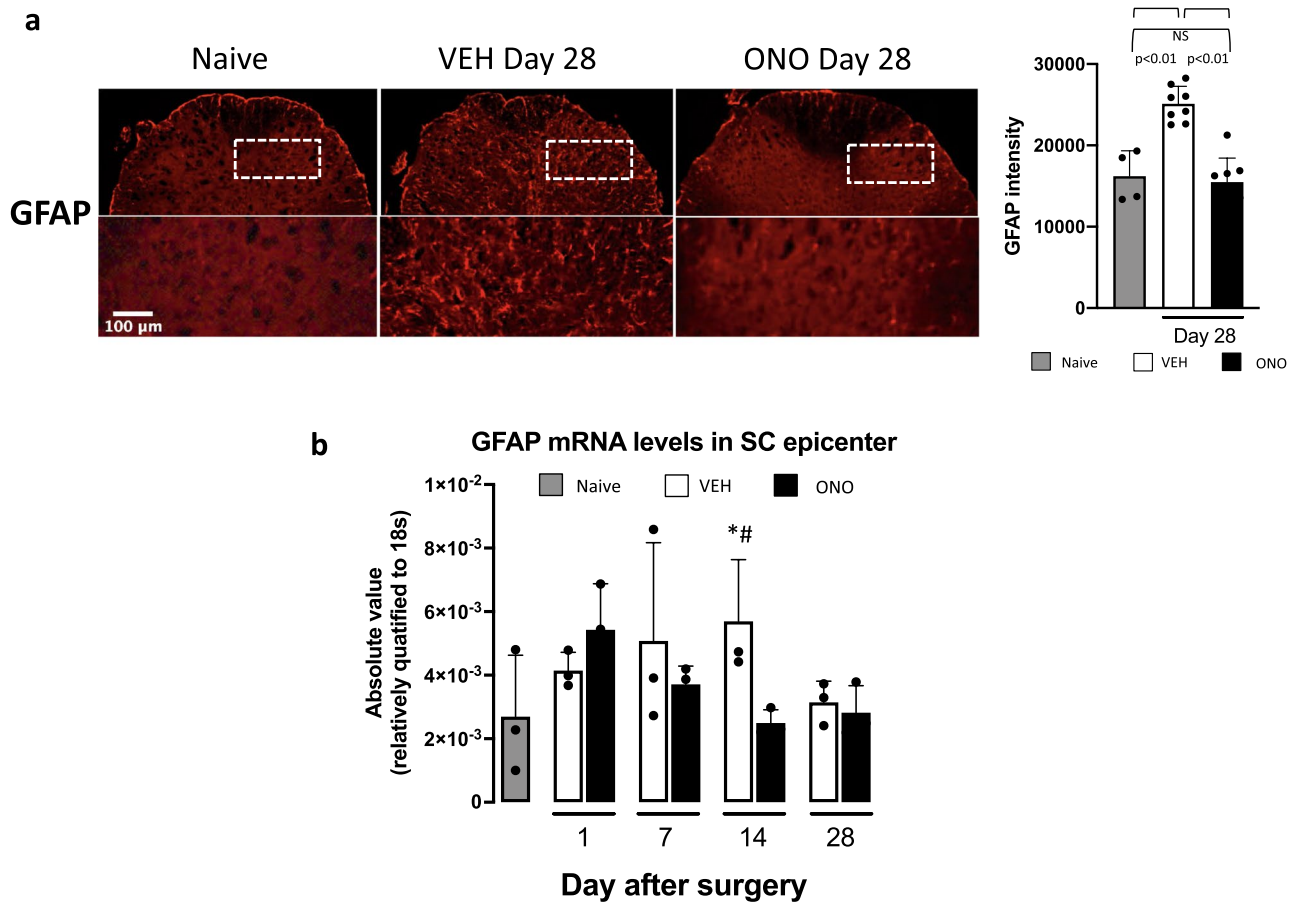 a
Naive
VEH Day 28
ONO Day 28
GFAP
100 µm
NS
p<0.01 p<0.01
GFAP intensity
30000
20000
10000
0
Day 28
Naive
VEH
ONO
b
GFAP mRNA levels in SC epicenter
Naive
VEH
ONO
Absolute value
(relatively quatified to 18s)
1×10-2
8×10-3
6×10-3
4×10-3
2×10-3
0
*#
1
7
14
28
Day after surgery